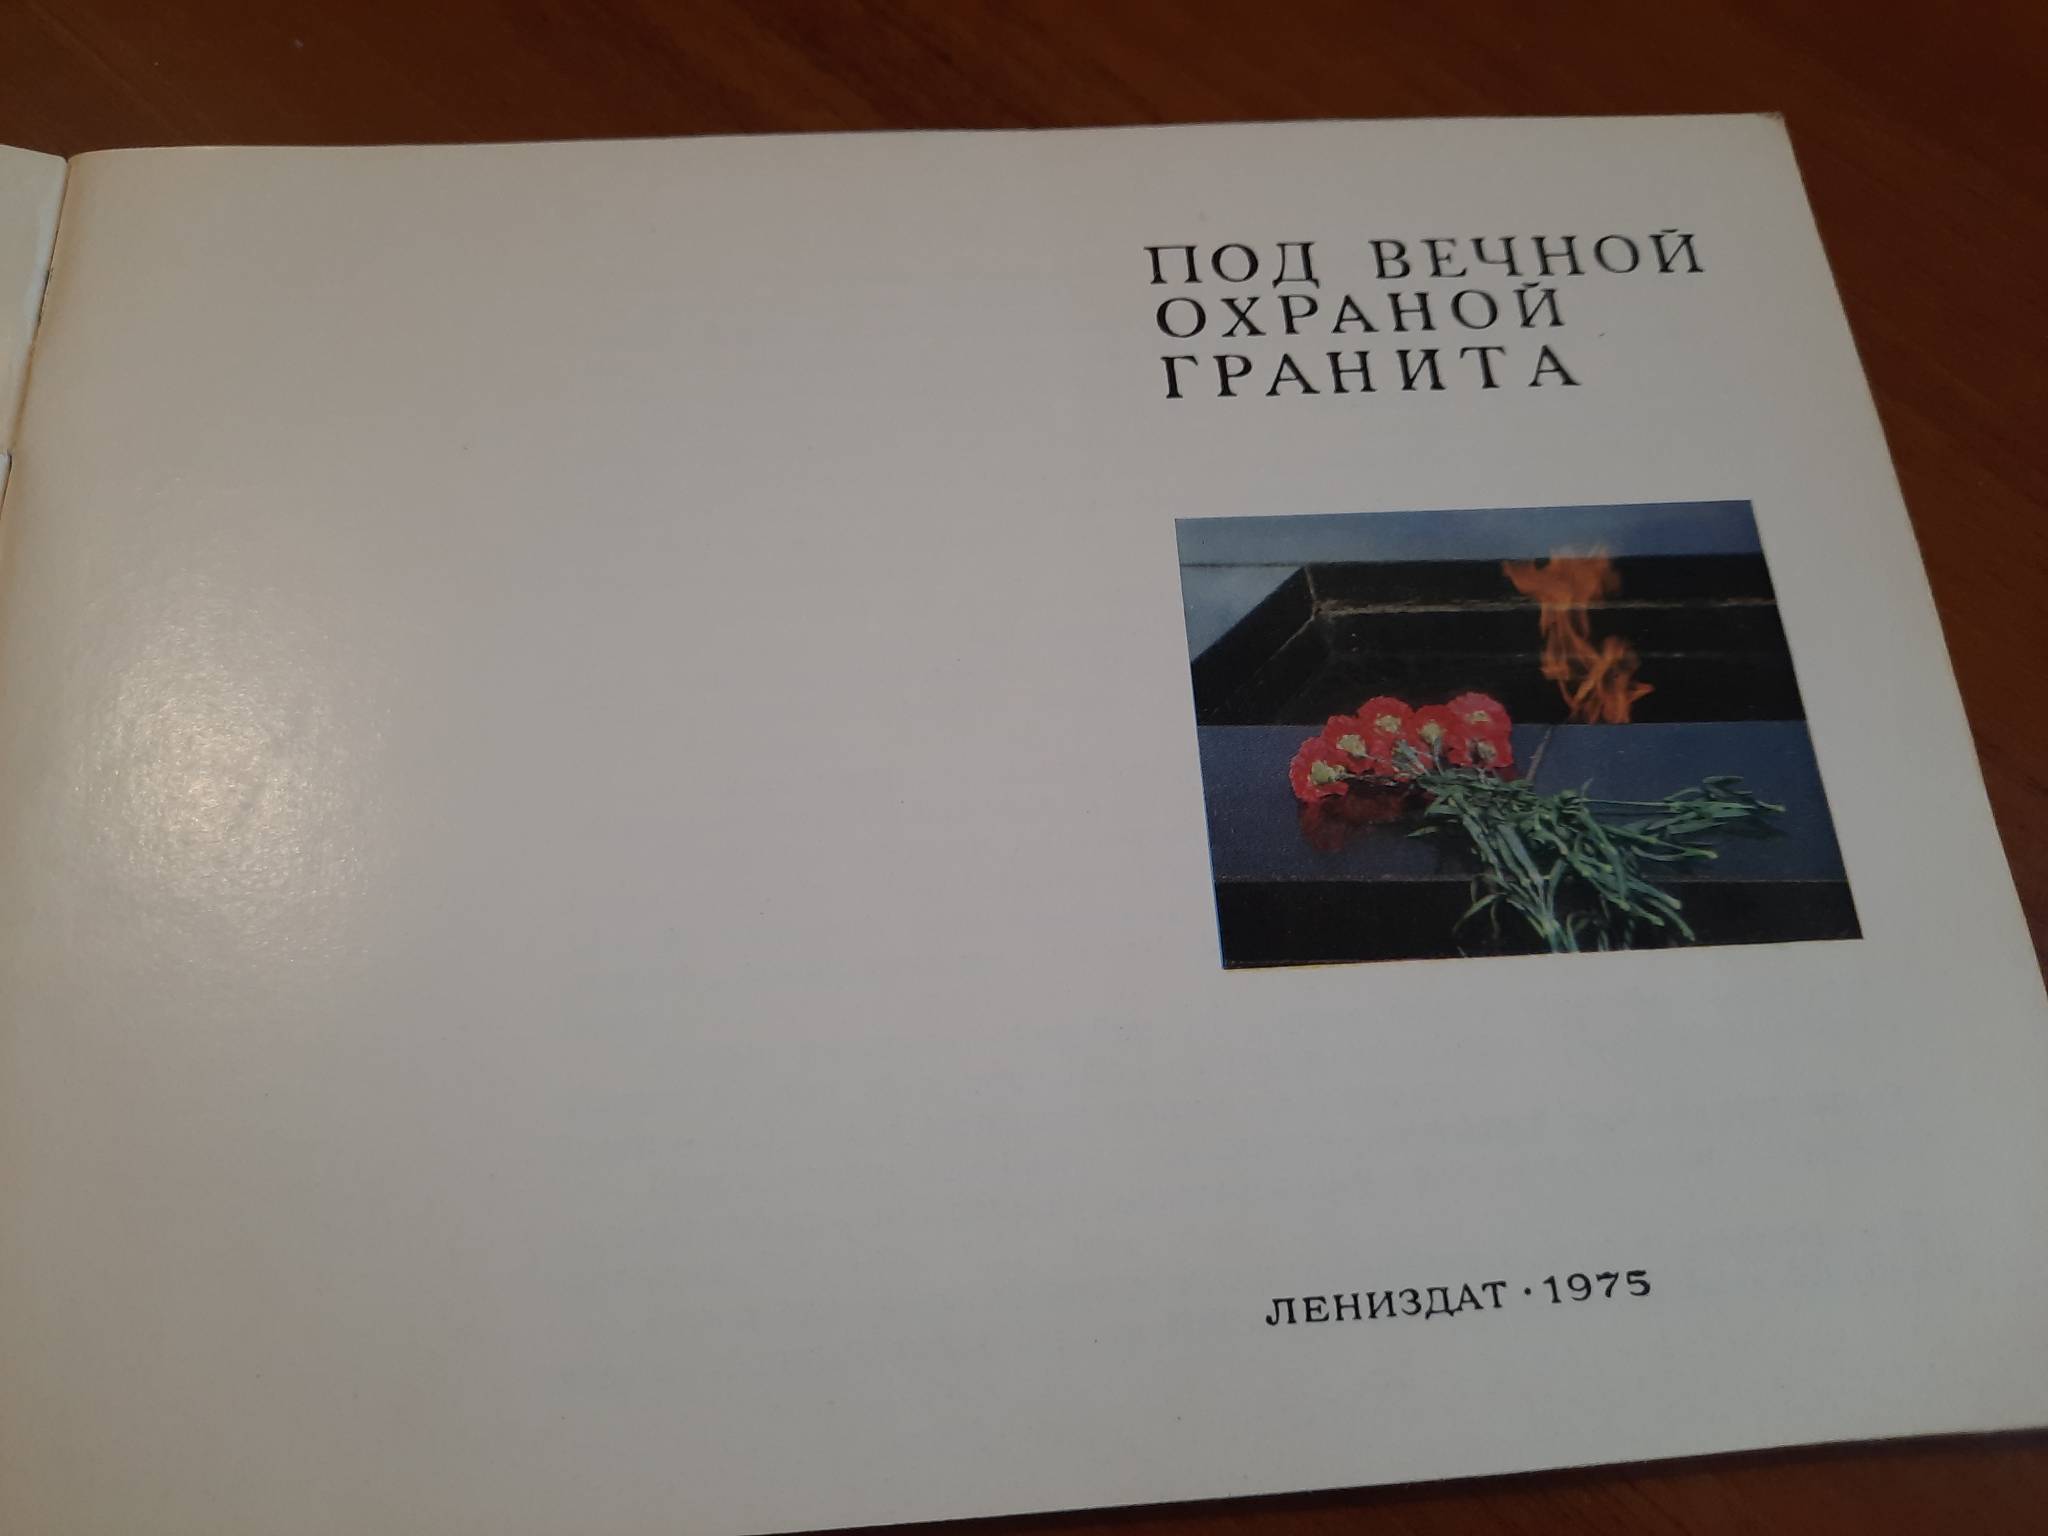 ПОД ВЕЧНОЙ
ОХРАНОЙ
ГРАНИТА
ЛЕНИЗДАТ · 1975